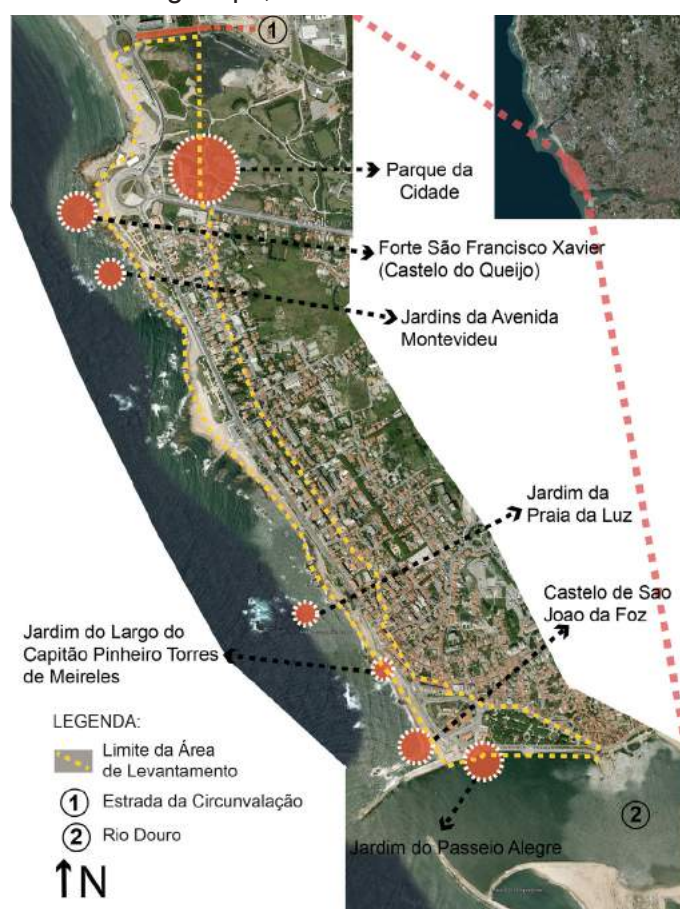 1
Parque da
Cidade
Forte São Francisco Xavier
(Castelo do Queijo)
Jardins da Avenida
Montevideu
Jardim da
Praia da Luz
Castelo de Sao
Joao da Foz
Jardim do Largo do
Capitão Pinheiro Torres
de Meireles
LEGENDA:
Limite da Área
de Levantamento
1 Estrada da Circunvalação
2 Rio Douro
2
Jardim do Passeio Alegre
N